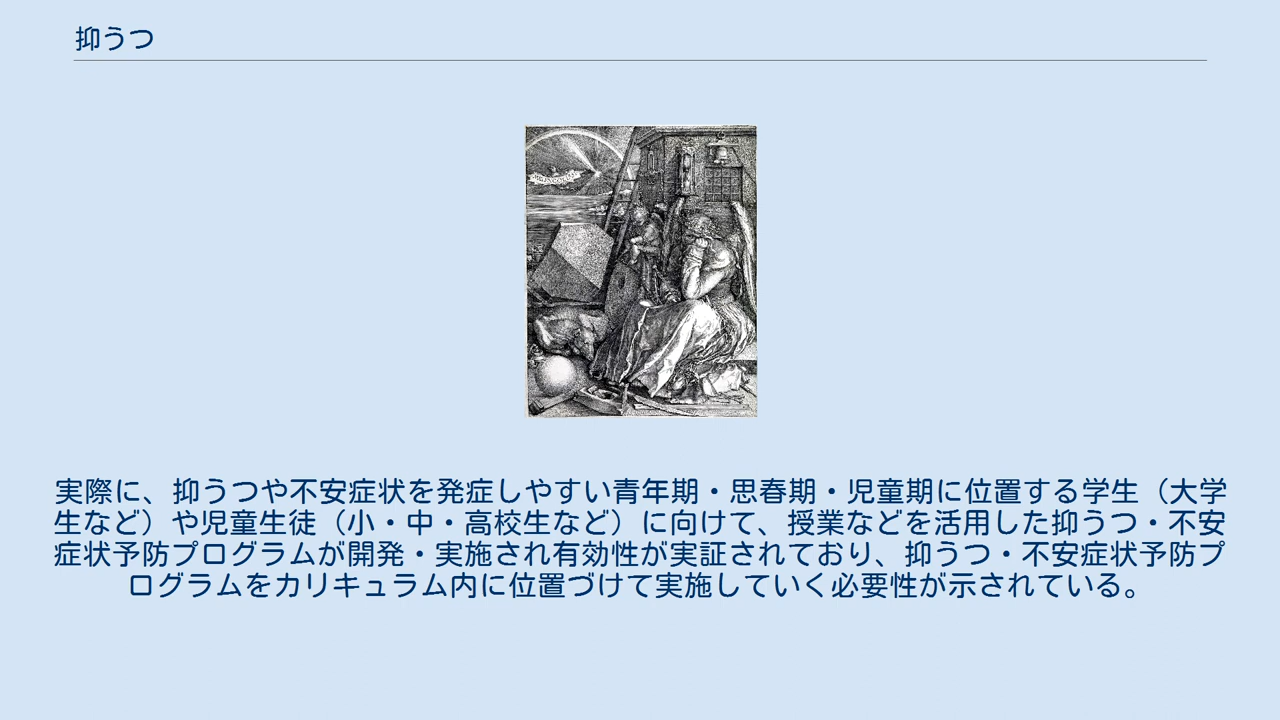 抑うつ
実際に、抑うつや不安症状を発症しやすい青年期・思春期・児童期に位置する学生（大学
生など）や児童生徒（小・中・高校生など）に向けて、授業などを活用した抑うつ・不安
症状予防プログラムが開発・実施され有効性が実証されており、抑うつ・不安症状予防プ
ログラムをカリキュラム内に位置づけて実施していく必要性が示されている。